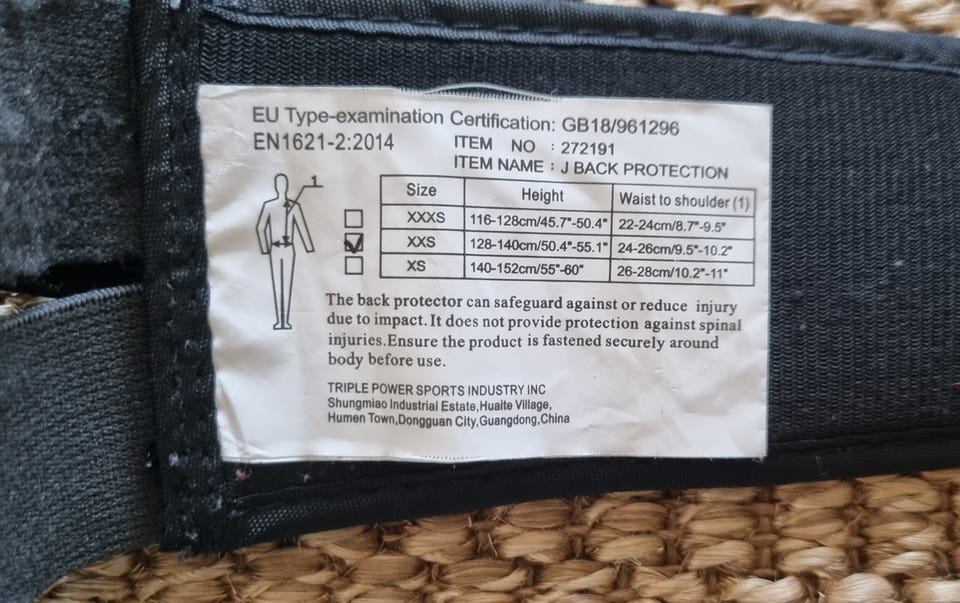 EU Type-examination Certification: GB18/961296
EN1621-2:2014
ITEM NO : 272191
ITEM NAME : J BACK PROTECTION
1
Size Height Waist to shoulder (1)
XXXS 116-128cm/45.7"-50.4" 22-24cm/8.7"-9.5"
XXS 128-140cm/50.4"-55.1" 24-26cm/9.5"-10.2"
XS 140-152cm/55"-60" 26-28cm/10.2"-11"
The back protector can safeguard against or reduce injury
due to impact.It does not provide protection against spinal
injuries.Ensure the product is fastened securely around
body before use.
TRIPLE POWER SPORTS INDUSTRY INC
Shungmiao Industrial Estate,Huaite Village,
Humen Town,Dongguan City,Guangdong,China